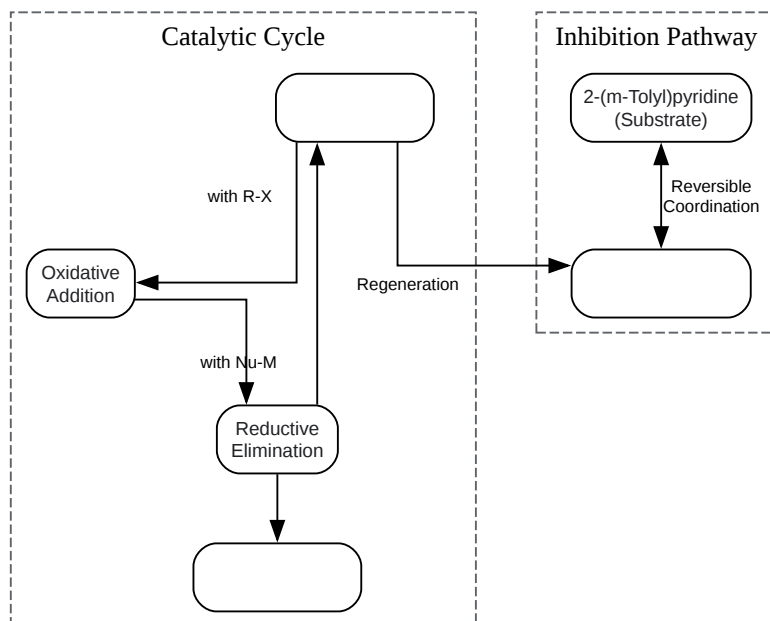 Catalytic Cycle
Inhibition Pathway
2-(m-Tolyl)pyridine
(Substrate)
with R-X
Reversible
Coordination
Oxidative
Addition
Regeneration
with Nu-M
Reductive
Elimination